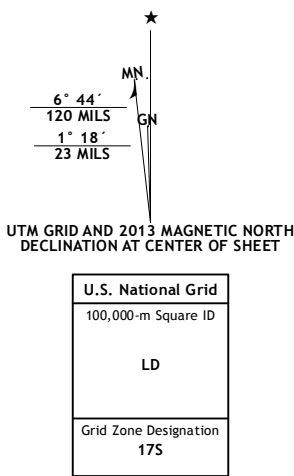 MN.
6° 44´
120 MILS
GN
1° 18´
23 MILS
UTM GRID AND 2013 MAGNETIC NORTH
DECLINATION AT CENTER OF SHEET
U.S. National Grid
100,000-m Square ID
LD
Grid Zone Designation
17S